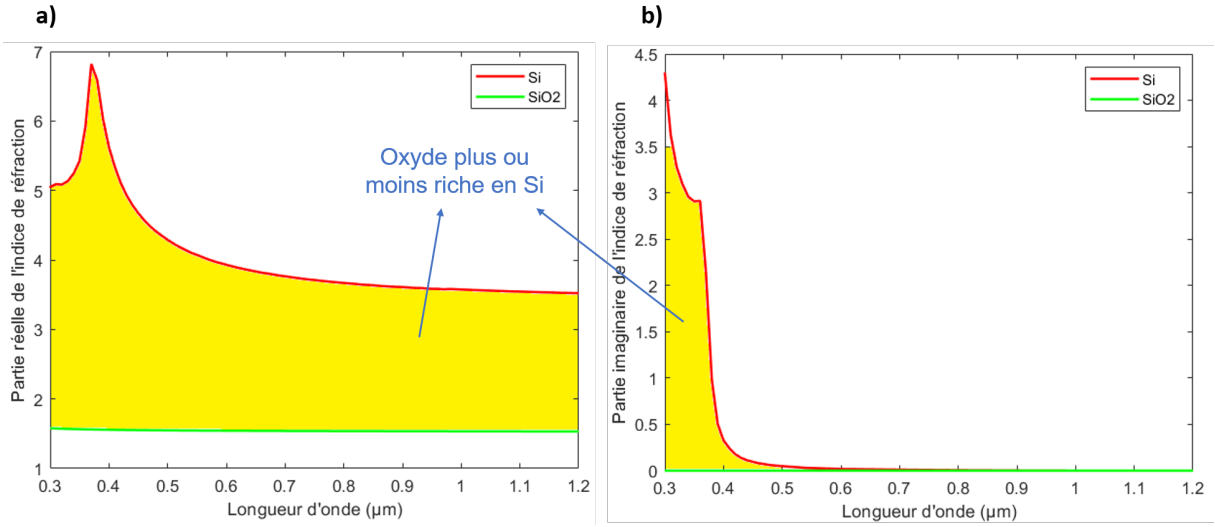 a)
7
6
5
4
3
2
1
0.3 0.4 0.5 0.6 0.7 0.8 0.9 1 1.1 1.2
Partie réelle de l'indice de réfraction
Longueur d'onde (µm)
Si
SiO2
Oxyde plus ou
moins riche en Si
b)
4.5
4
3.5
3
2.5
2
1.5
1
0.5
0
0.3 0.4 0.5 0.6 0.7 0.8 0.9 1 1.1 1.2
Partie imaginaire de l'indice de réfraction
Longueur d'onde (µm)
Si
SiO2